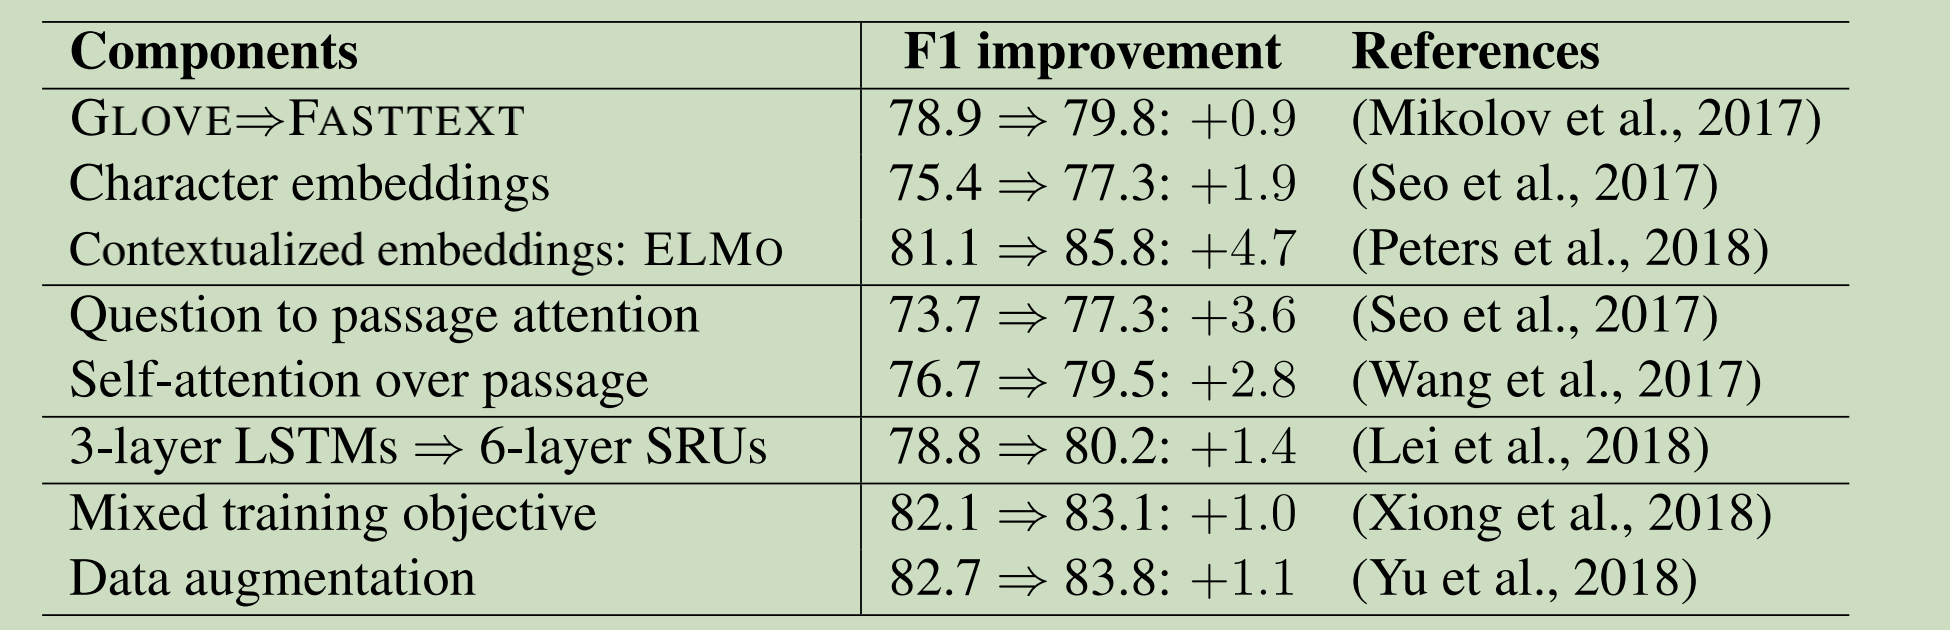 Components F1 improvement References
GLOVE⇒FASTTEXT 78.9 ⇒ 79.8: +0.9 (Mikolov et al., 2017)
Character embeddings 75.4 ⇒ 77.3: +1.9 (Seo et al., 2017)
Contextualized embeddings: ELMO 81.1 ⇒ 85.8: +4.7 (Peters et al., 2018)
Question to passage attention 73.7 ⇒ 77.3: +3.6 (Seo et al., 2017)
Self-attention over passage 76.7 ⇒ 79.5: +2.8 (Wang et al., 2017)
3-layer LSTMs ⇒ 6-layer SRUs 78.8 ⇒ 80.2: +1.4 (Lei et al., 2018)
Mixed training objective 82.1 ⇒ 83.1: +1.0 (Xiong et al., 2018)
Data augmentation 82.7 ⇒ 83.8: +1.1 (Yu et al., 2018)